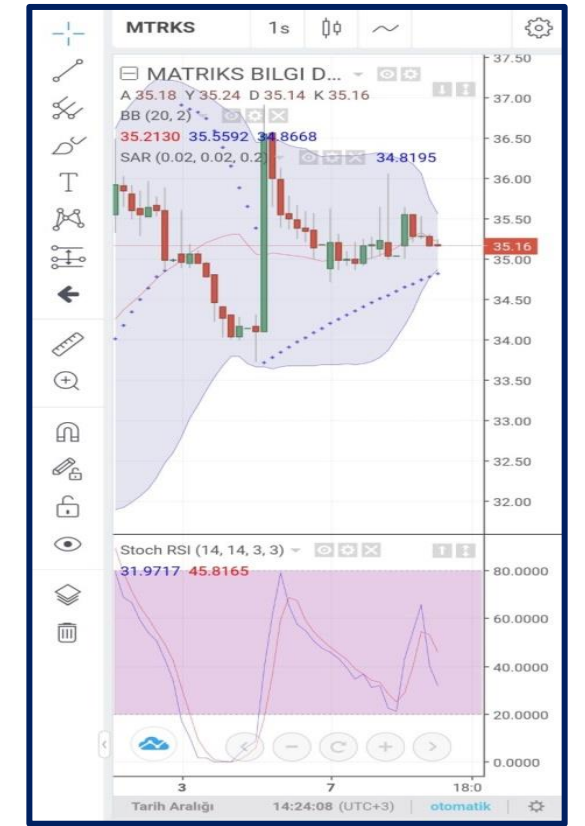 MTRKS 1s
MATRIKS BILGI D...
A 35.18 Y 35.24 D 35.14 K 35.16
BB (20, 2)
35.2130 35.5592 34.8668
SAR (0.02, 0.02, 0.2) 34.8195
37.50
37.00
36.50
36.00
35.50
35.16
35.00
34.50
34.00
33.50
33.00
32.50
32.00
Stoch RSI (14, 14, 3, 3)
31.9717 45.8165
80.0000
60.0000
40.0000
20.0000
0.0000
3 7 18:0
Tarih Aralığı 14:24:08 (UTC+3) otomatik